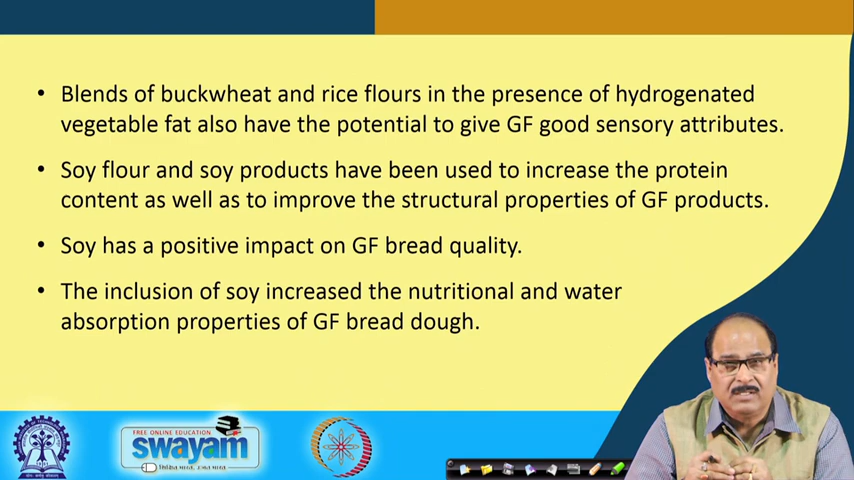 • Blends of buckwheat and rice flours in the presence of hydrogenated
vegetable fat also have the potential to give GF good sensory attributes.
• Soy flour and soy products have been used to increase the protein
content as well as to improve the structural properties of GF products.
• Soy has a positive impact on GF bread quality.
• The inclusion of soy increased the nutritional and water
absorption properties of GF bread dough.
FREE ONLINE EDUCATION
swayam